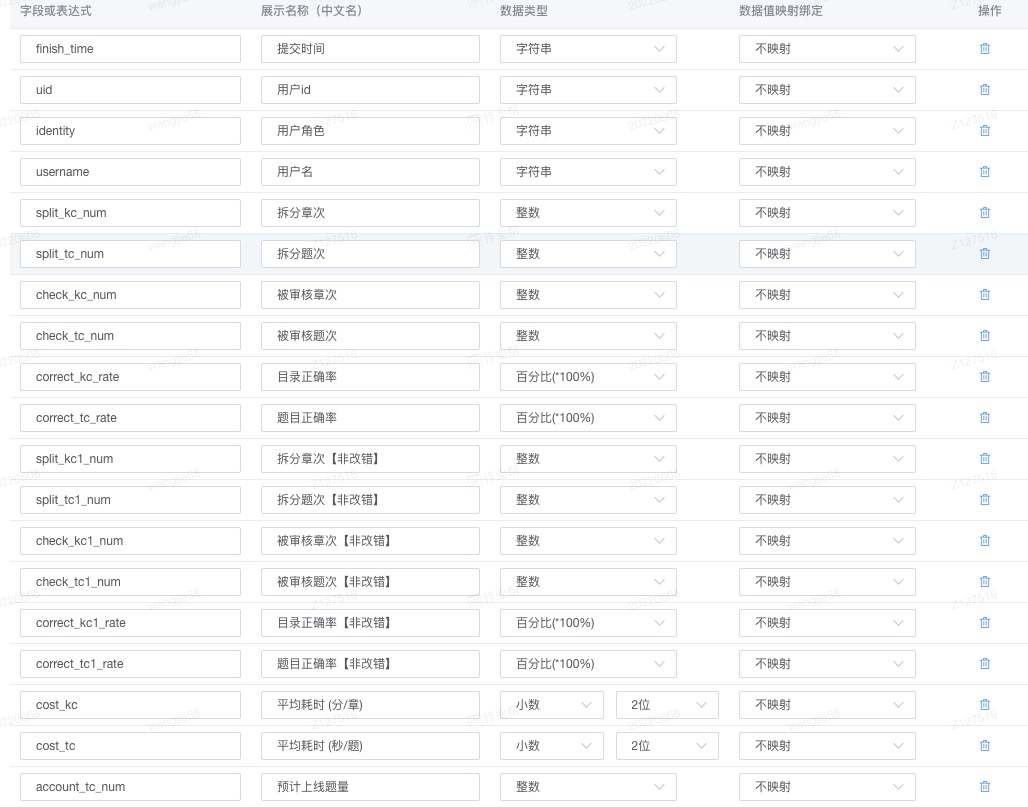 字段或表达式 展示名称（中文名） 数据类型 数据值映射绑定 操作
finish_time 提交时间 字符串 不映射
uid 用户id 字符串 不映射
identity 用户角色 字符串 不映射
username 用户名 字符串 不映射
split_kc_num 拆分章次 整数 不映射
split_tc_num 拆分题次 整数 不映射
check_kc_num 被审核章次 整数 不映射
check_tc_num 被审核题次 整数 不映射
correct_kc_rate 目录正确率 百分比(*100%) 不映射
correct_tc_rate 题目正确率 百分比(*100%) 不映射
split_kc1_num 拆分章次【非改错】 整数 不映射
split_tc1_num 拆分题次【非改错】 整数 不映射
check_kc1_num 被审核章次【非改错】 整数 不映射
check_tc1_num 被审核题次【非改错】 整数 不映射
correct_kc1_rate 目录正确率【非改错】 百分比(*100%) 不映射
correct_tc1_rate 题目正确率【非改错】 百分比(*100%) 不映射
cost_kc 平均耗时 (分/章) 小数 2位 不映射
cost_tc 平均耗时 (秒/题) 小数 2位 不映射
account_tc_num 预计上线题量 整数 不映射